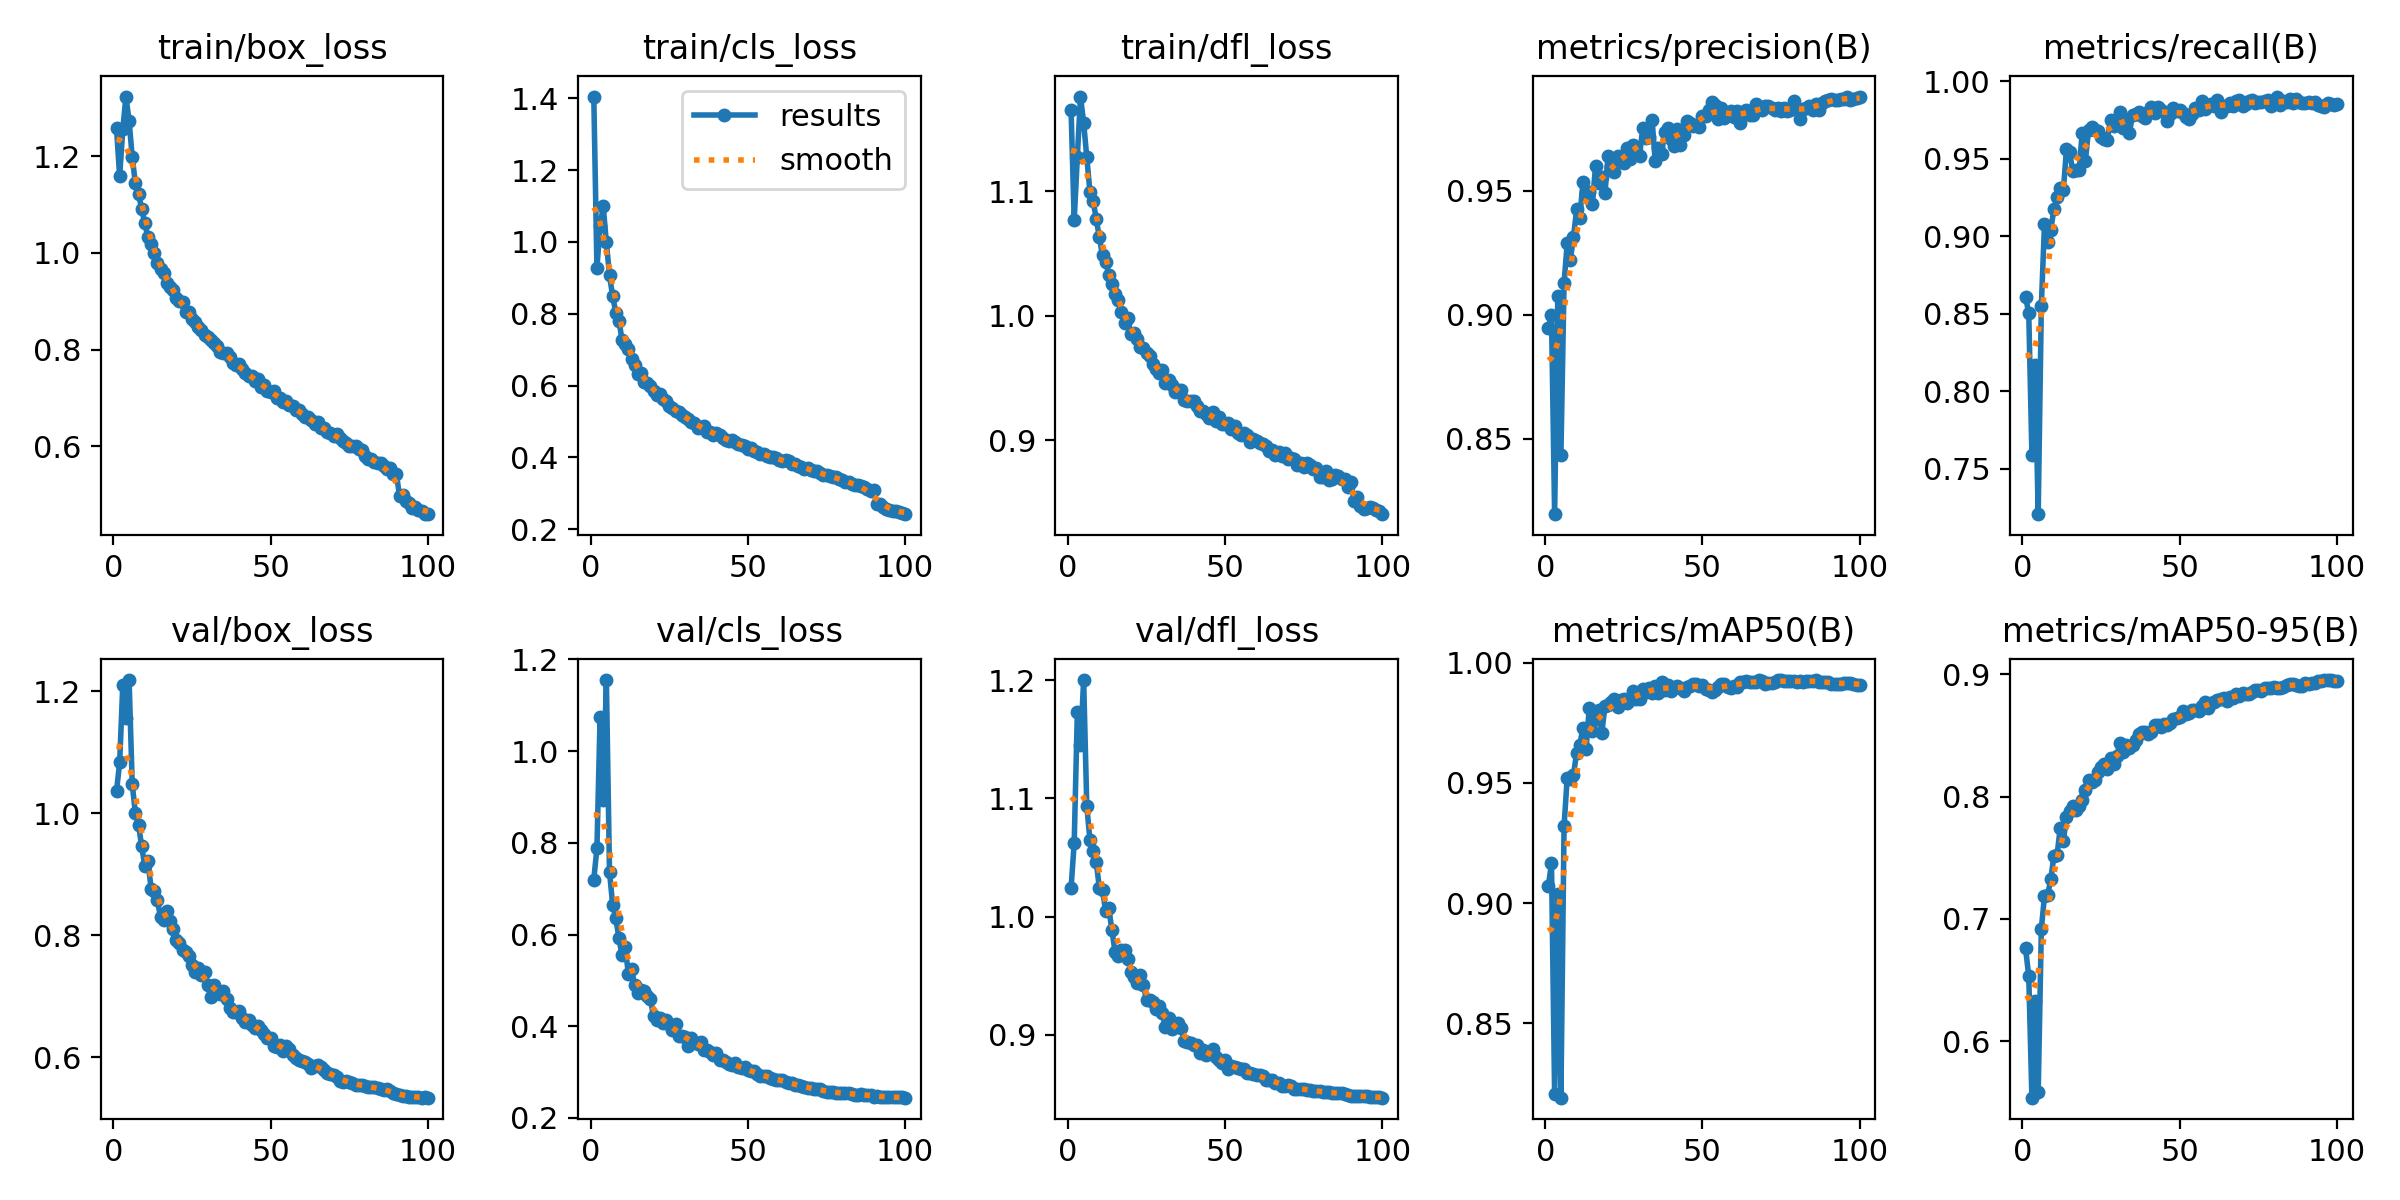 train/box_loss
1.2
1.0
0.8
0.6
0 50 100
train/cls_loss
results
smooth
1.4
1.2
1.0
0.8
0.6
0.4
0.2
0 50 100
train/dfl_loss
1.1
1.0
0.9
0 50 100
metrics/precision(B)
0.95
0.90
0.85
0 50 100
metrics/recall(B)
1.00
0.95
0.90
0.85
0.80
0.75
0 50 100
val/box_loss
1.2
1.0
0.8
0.6
0 50 100
val/cls_loss
1.2
1.0
0.8
0.6
0.4
0.2
0 50 100
val/dfl_loss
1.2
1.1
1.0
0.9
0 50 100
metrics/mAP50(B)
1.00
0.95
0.90
0.85
0 50 100
metrics/mAP50-95(B)
0.9
0.8
0.7
0.6
0 50 100